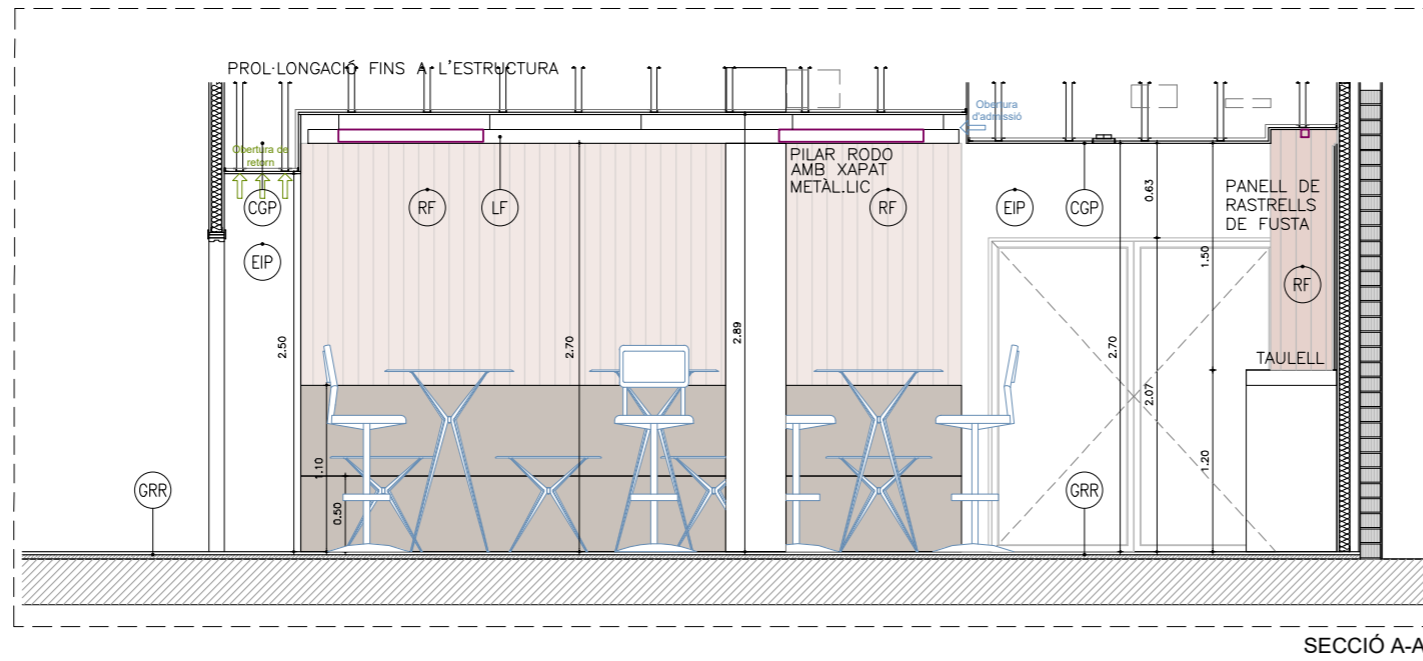 PROL·LONGACIÓ FINS A L'ESTRUCTURA
Obertura
d'admissió
Obertura de
retorn
PILAR RODO
AMB XAPAT
METÀL.LIC
PANELL DE
RASTRELLS
DE FUSTA
CGP
RF
LF
RF
EIP
CGP
EIP
RF
0.63
1.50
2.50
2.70
2.89
2.70
2.07
TAULELL
1.10
0.50
1.20
GRR
GRR
SECCIÓ A-A